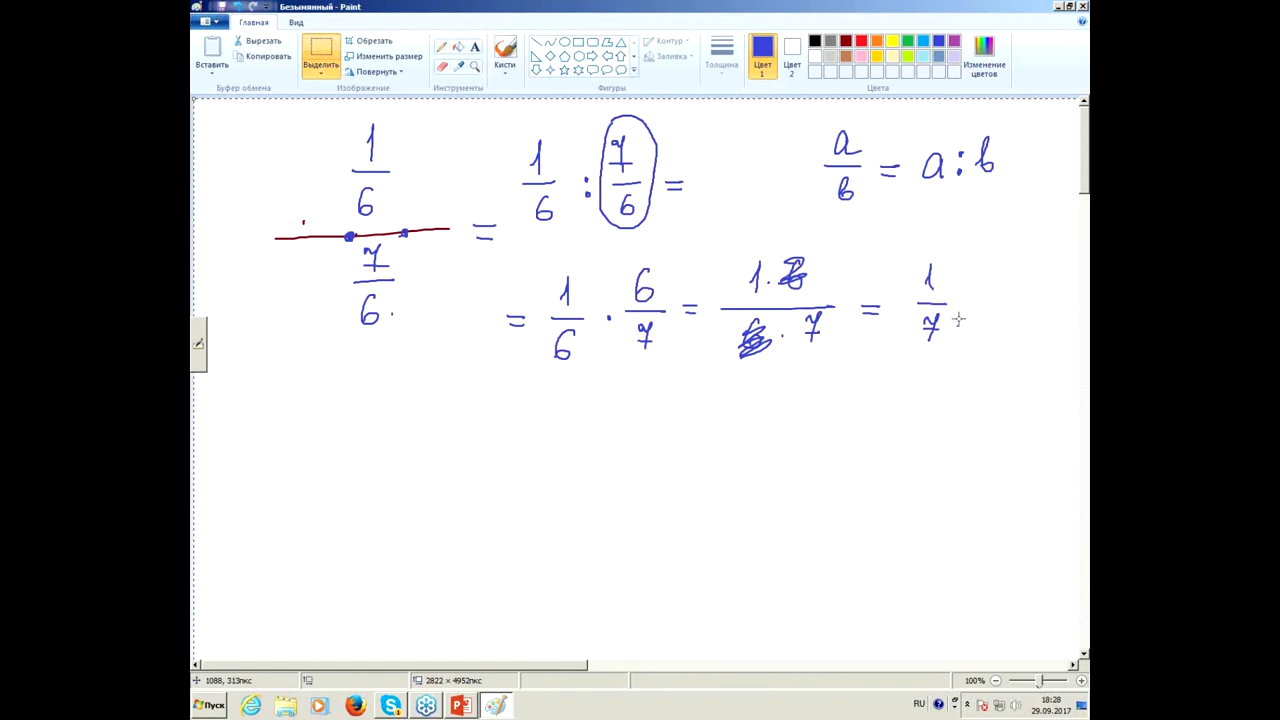 Безымянный - Paint
Главная Вид
Вставить
Вырезать
Копировать
Буфер обмена
Выделить
Обрезать
Изменить размер
Повернуть
Изображение
Инструменты
Кисти
Фигуры
Контур
Заливка
Толщина
Цвет 1
Цвет 2
Изменение цветов
Цвета
1/6 / 7/6 = 1/6 : 7/6 =
a/b = a : b
= 1/6 · 6/7 = 1 · 6 / 6 · 7 = 1/7
1088, 313пкс
2822 × 4952пкс
100%
Пуск
RU
18:28
29.09.2017